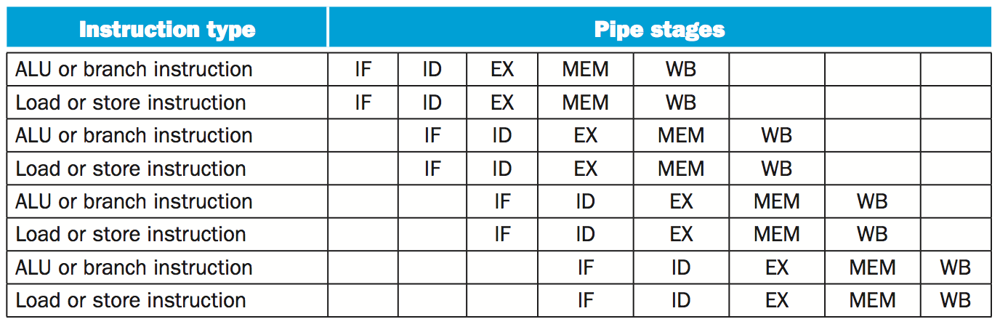 Instruction type Pipe stages
ALU or branch instruction IF ID EX MEM WB
Load or store instruction IF ID EX MEM WB
ALU or branch instruction IF ID EX MEM WB
Load or store instruction IF ID EX MEM WB
ALU or branch instruction IF ID EX MEM WB
Load or store instruction IF ID EX MEM WB
ALU or branch instruction IF ID EX MEM WB
Load or store instruction IF ID EX MEM WB